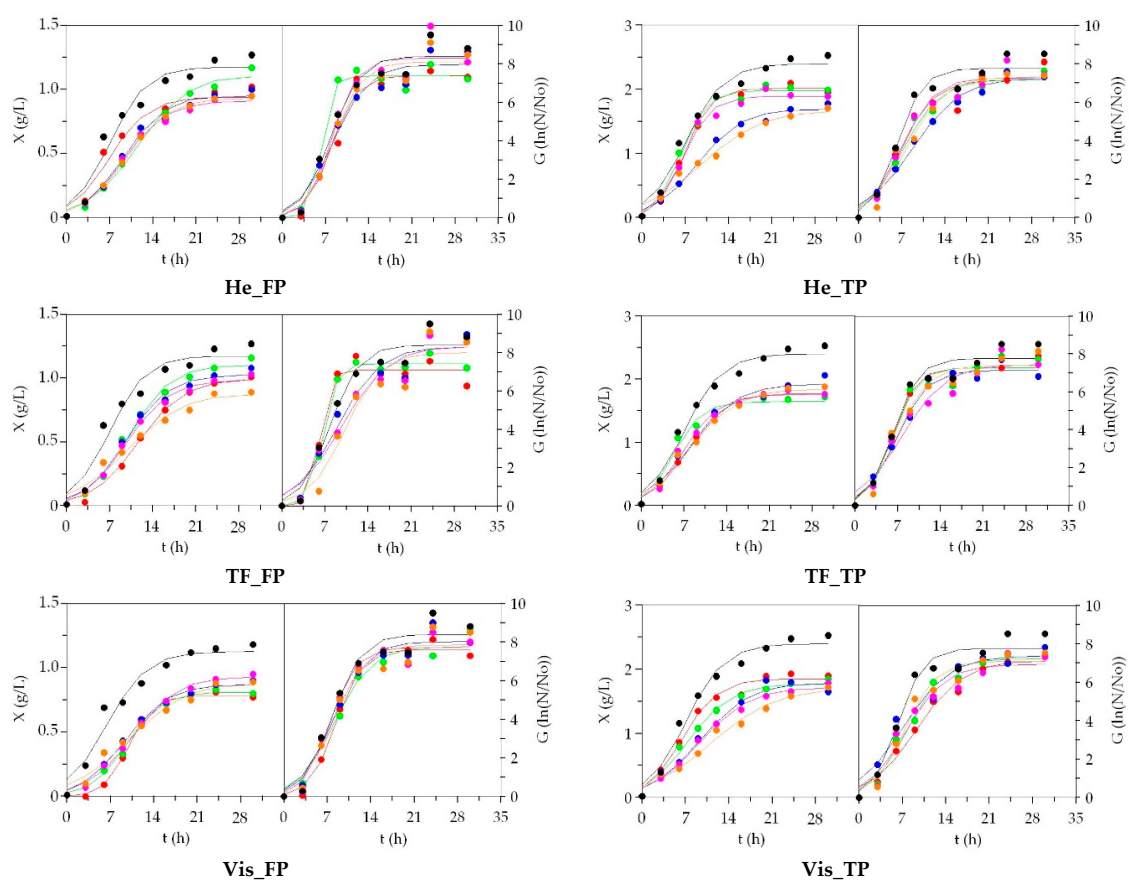 X (g/L)
1.5
1.0
0.5
0
0 7 14 21 28
0 7 14 21 28 35
10
8
6
4
2
0
G (ln(N/No))
t (h)
He_FP
X (g/L)
3
2
1
0
0 7 14 21 28
0 7 14 21 28 35
10
8
6
4
2
0
G (ln(N/No))
t (h)
He_TP
X (g/L)
1.5
1.0
0.5
0
0 7 14 21 28
0 7 14 21 28 35
10
8
6
4
2
0
G (ln(N/No))
t (h)
t (h)
TF_FP
X (g/L)
3
2
1
0
0 7 14 21 28
0 7 14 21 28 35
10
8
6
4
2
0
G (ln(N/No))
t (h)
t (h)
TF_TP
X (g/L)
1.5
1.0
0.5
0
0 7 14 21 28
0 7 14 21 28 35
10
8
6
4
2
0
G (ln(N/No))
t (h)
Vis_FP
X (g/L)
3
2
1
0
0 7 14 21 28
0 7 14 21 28 35
10
8
6
4
2
0
G (ln(N/No))
t (h)
Vis_TP